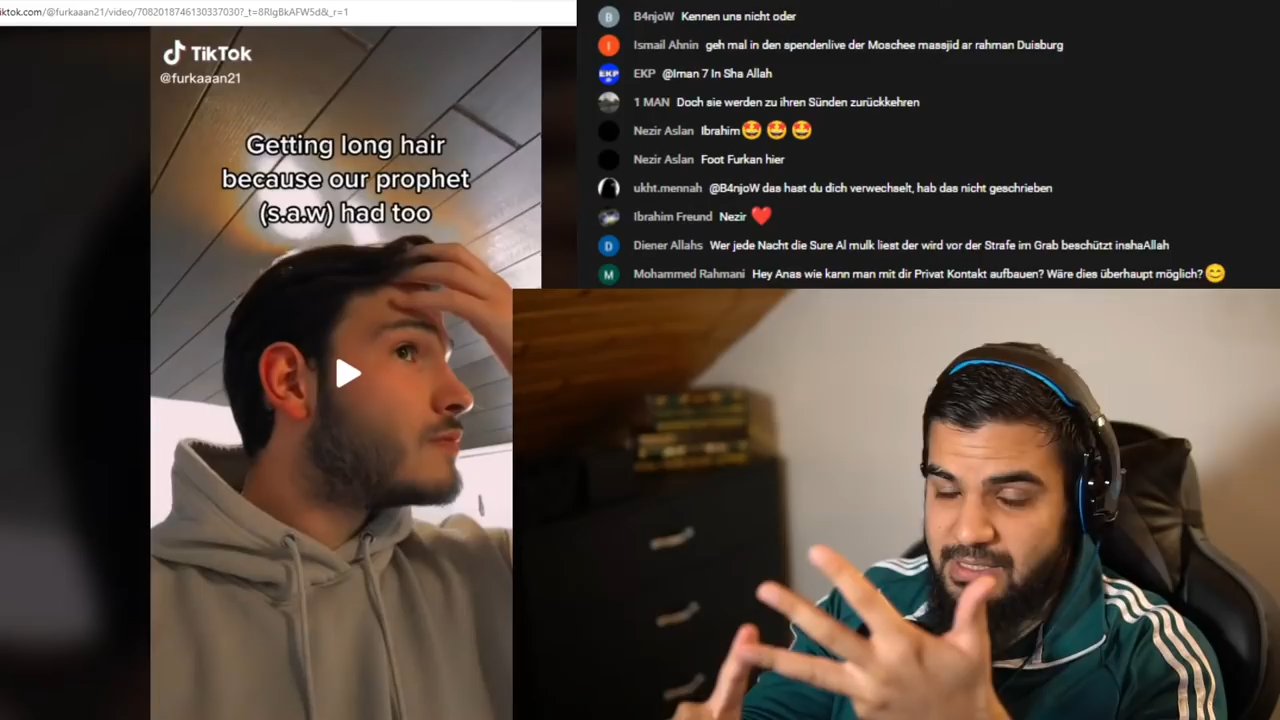 iktok.com/@furkaaan21/video/7082018746130337030?_t=8RlgBkAFW5d&_r=1
TikTok
@furkaaan21
Getting long hair
because our prophet
(s.a.w) had too
B B4njoW Kennen uns nicht oder
I Ismail Ahnin geh mal in den spendenlive der Moschee massjid ar rahman Duisburg
EKP EKP @Iman 7 In Sha Allah
1 MAN Doch sie werden zu ihren Sünden zurückkehren
Nezir Aslan Ibrahim🤩🤩🤩
Nezir Aslan Foot Furkan hier
ukht.mennah @B4njoW das hast du dich verwechselt, hab das nicht geschrieben
Ibrahim Freund Nezir ❤️
D Diener Allahs Wer jede Nacht die Sure Al mulk liest der wird vor der Strafe im Grab beschützt inshaAllah
M Mohammed Rahmani Hey Anas wie kann man mit dir Privat Kontakt aufbauen? Wäre dies überhaupt möglich?😊